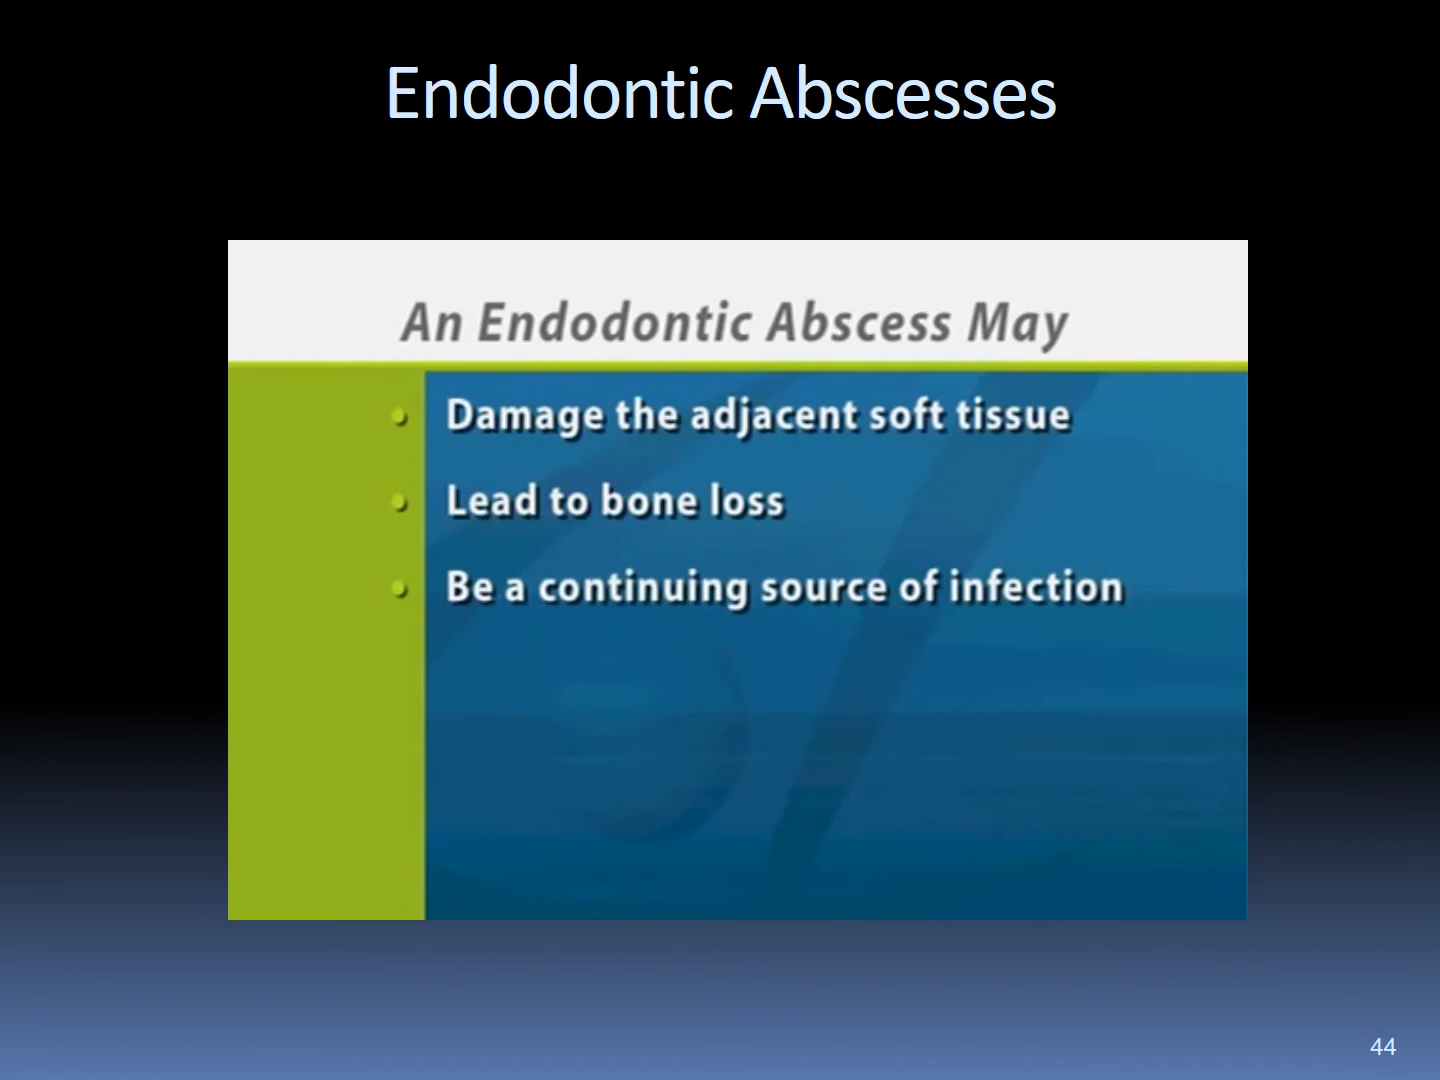 Endodontic Abscesses
An Endodontic Abscess May
• Damage the adjacent soft tissue
• Lead to bone loss
• Be a continuing source of infection
44